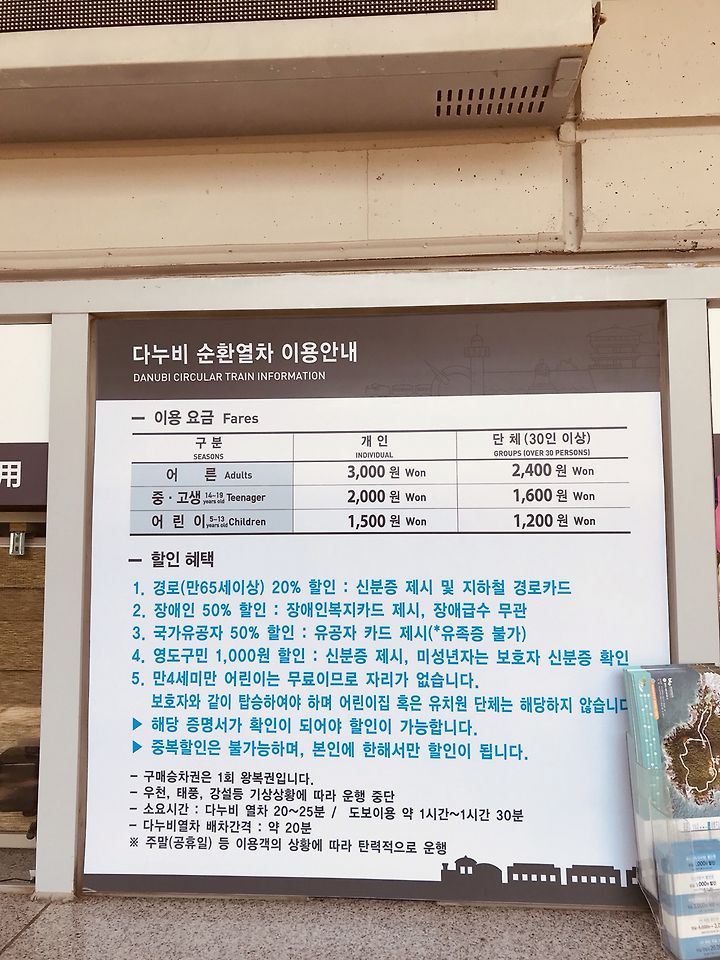 다누비 순환열차 이용안내
DANUBI CIRCULAR TRAIN INFORMATION
用
— 이용 요금 Fares
구 분 개 인 단 체 (30인 이상)
SEASONS INDIVIDUAL GROUPS (OVER 30 PERSONS)
어 른 Adults 3,000 원 Won 2,400 원 Won
중·고생 14~19 years old Teenager 2,000 원 Won 1,600 원 Won
어 린 이 5~13 years old Children 1,500 원 Won 1,200 원 Won
— 할인 혜택
1. 경로(만65세이상) 20% 할인 : 신분증 제시 및 지하철 경로카드
2. 장애인 50% 할인 : 장애인복지카드 제시, 장애급수 무관
3. 국가유공자 50% 할인 : 유공자 카드 제시(*유족증 불가)
4. 영도구민 1,000원 할인 : 신분증 제시, 미성년자는 보호자 신분증 확인
5. 만4세미만 어린이는 무료이므로 자리가 없습니다.
보호자와 같이 탑승하여야 하며 어린이집 혹은 유치원 단체는 해당하지 않습니다
▶ 해당 증명서가 확인이 되어야 할인이 가능합니다.
▶ 중복할인은 불가능하며, 본인에 한해서만 할인이 됩니다.
– 구매승차권은 1회 왕복권입니다.
– 우천, 태풍, 강설등 기상상황에 따라 운행 중단
– 소요시간 : 다누비 열차 20~25분 / 도보이용 약 1시간~1시간 30분
– 다누비열차 배차간격 : 약 20분
※ 주말(공휴일) 등 이용객의 상황에 따라 탄력적으로 운행